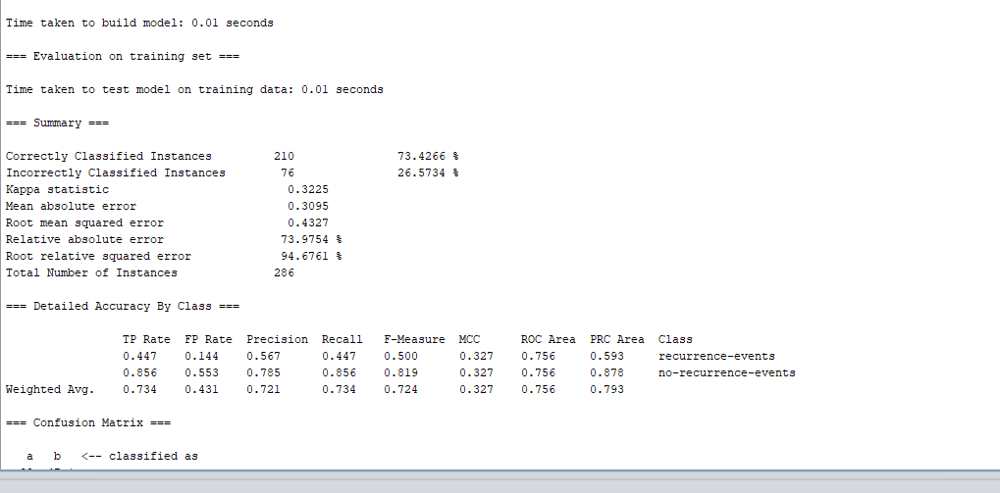 Time taken to build model: 0.01 seconds
=== Evaluation on training set ===
Time taken to test model on training data: 0.01 seconds
=== Summary ===
Correctly Classified Instances 210 73.4266 %
Incorrectly Classified Instances 76 26.5734 %
Kappa statistic 0.3225
Mean absolute error 0.3095
Root mean squared error 0.4327
Relative absolute error 73.9754 %
Root relative squared error 94.6761 %
Total Number of Instances 286
=== Detailed Accuracy By Class ===
TP Rate FP Rate Precision Recall F-Measure MCC ROC Area PRC Area Class
0.447 0.144 0.567 0.447 0.500 0.327 0.756 0.593 recurrence-events
0.856 0.553 0.785 0.856 0.819 0.327 0.756 0.878 no-recurrence-events
Weighted Avg. 0.734 0.431 0.721 0.734 0.724 0.327 0.756 0.793
=== Confusion Matrix ===
a b <-- classified as